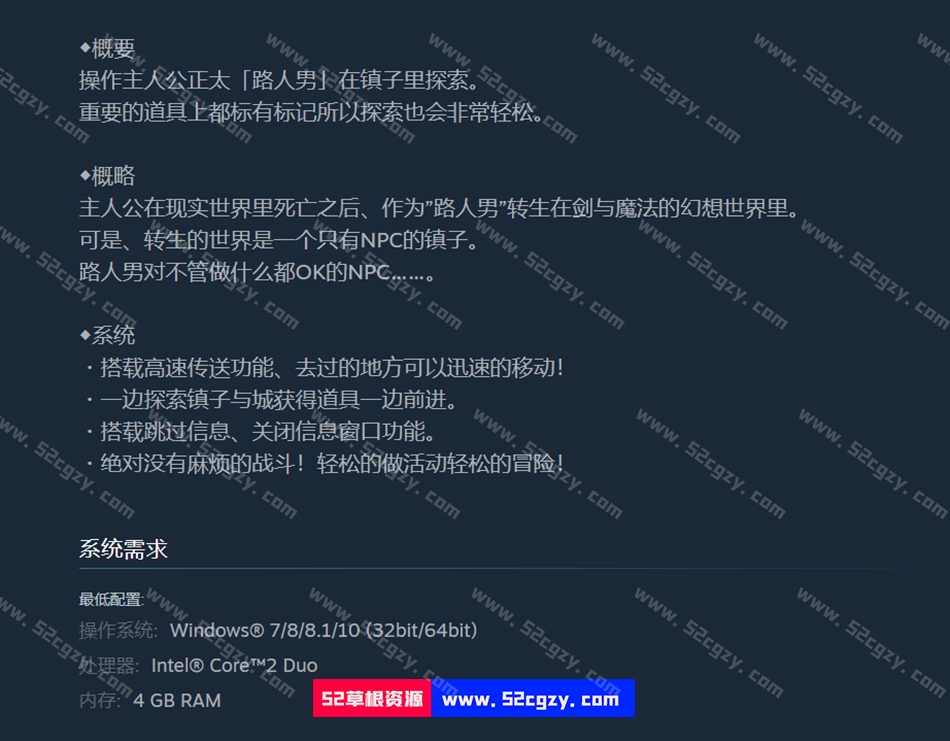 ◆概要
操作主人公正太「路人男」在镇子里探索。
重要的道具上都标有标记所以探索也会非常轻松。
◆概略
主人公在现实世界里死亡之后、作为”路人男”转生在剑与魔法的幻想世界里。
可是、转生的世界是一个只有NPC的镇子。
路人男对不管做什么都OK的NPC……。
◆系统
・搭载高速传送功能、去过的地方可以迅速的移动！
・一边探索镇子与城获得道具一边前进。
・搭载跳过信息、关闭信息窗口功能。
・绝对没有麻烦的战斗！轻松的做活动轻松的冒险！
系统需求
最低配置:
操作系统: Windows® 7/8/8.1/10 (32bit/64bit)
处理器: Intel® Core™2 Duo
内存: 4 GB RAM
52草根资源 www.52cgzy.com